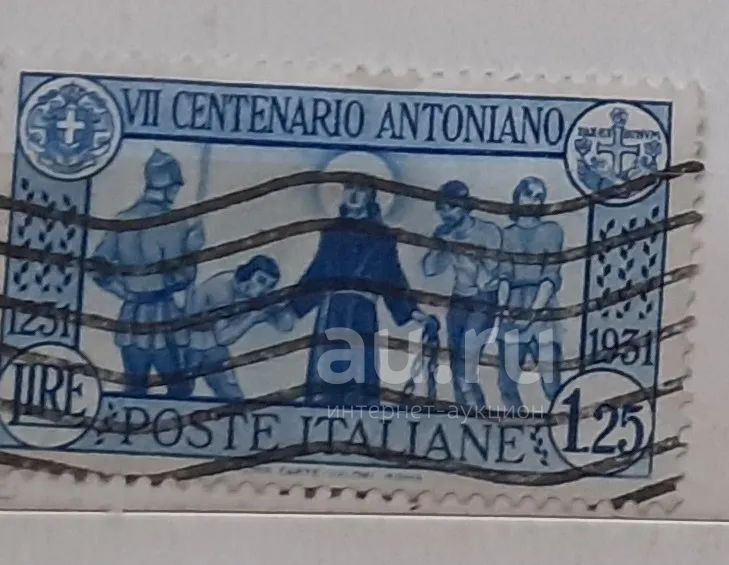 VII CENTENARIO ANTONIANO
1231
1931
LIRE
1.25
POSTE ITALIANE
au.ru
интернет-аукцион